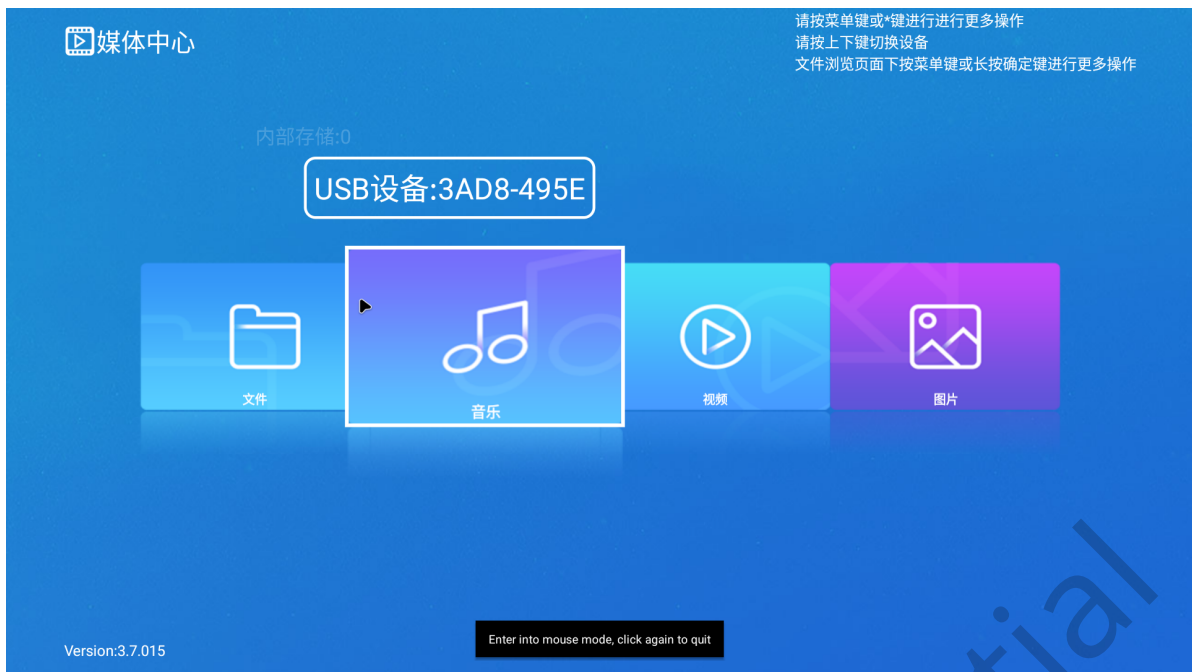 媒体中心
请按菜单键或*键进行进行更多操作
请按上下键切换设备
文件浏览页面下按菜单键或长按确定键进行更多操作
内部存储:0
USB设备:3AD8-495E
文件
音乐
视频
图片
Enter into mouse mode, click again to quit
Version:3.7.015
tial